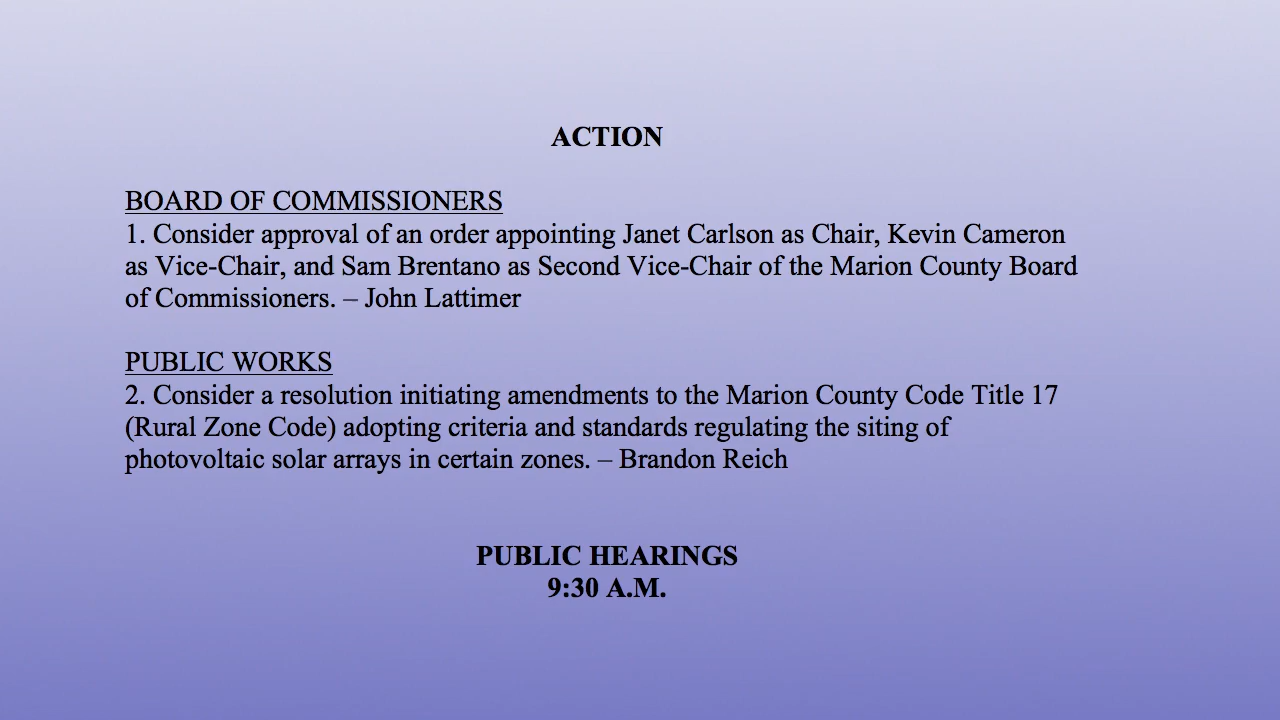 ACTION
BOARD OF COMMISSIONERS
1. Consider approval of an order appointing Janet Carlson as Chair, Kevin Cameron
as Vice-Chair, and Sam Brentano as Second Vice-Chair of the Marion County Board
of Commissioners. – John Lattimer
PUBLIC WORKS
2. Consider a resolution initiating amendments to the Marion County Code Title 17
(Rural Zone Code) adopting criteria and standards regulating the siting of
photovoltaic solar arrays in certain zones. – Brandon Reich
PUBLIC HEARINGS
9:30 A.M.